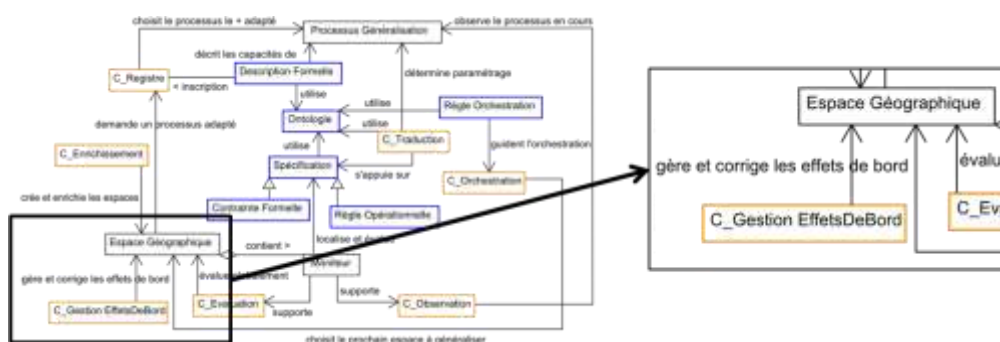 choisit le processus le + adapté
observe le processus en cours
Processus Généralisation
décrit les capacités de
C_Registre
Description Formelle
détermine paramétrage
< inscription
utilise
utilise
Règle Orchestration
demande un processus adapté
Ontologie
utilise
C_Traduction
utilise
guident l'orchestration
C_Enrichissement
Spécification
s'appuie sur
C_Orchestration
crée et enrichie les espaces
Contrainte Formelle
Règle Opérationnelle
Espace Géographique
contient >
localise et
gère et corrige les effets de bord
C_Gestion EffetsDeBord
C_Evaluation
supporte
supporte
C_Observation
choisit le prochain espace à généraliser
Espace Géographique
gère et corrige les effets de bord
évalu
C_Gestion EffetsDeBord
C_Eva